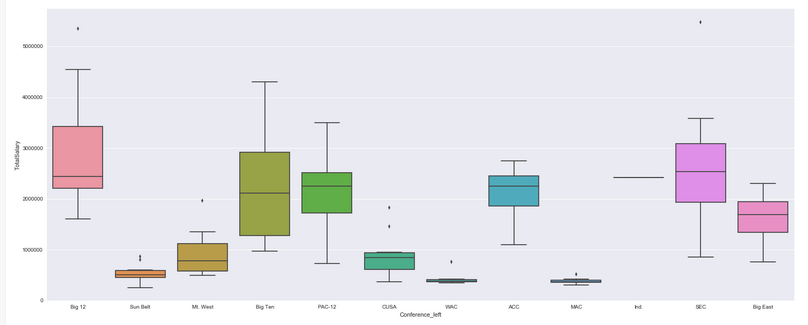 5000000
4000000
3000000
2000000
1000000
0
TotalSalary
Big 12 Sun Belt Mt. West Big Ten PAC-12 CUSA WAC ACC MAC Ind. SEC Big East
Conference_left